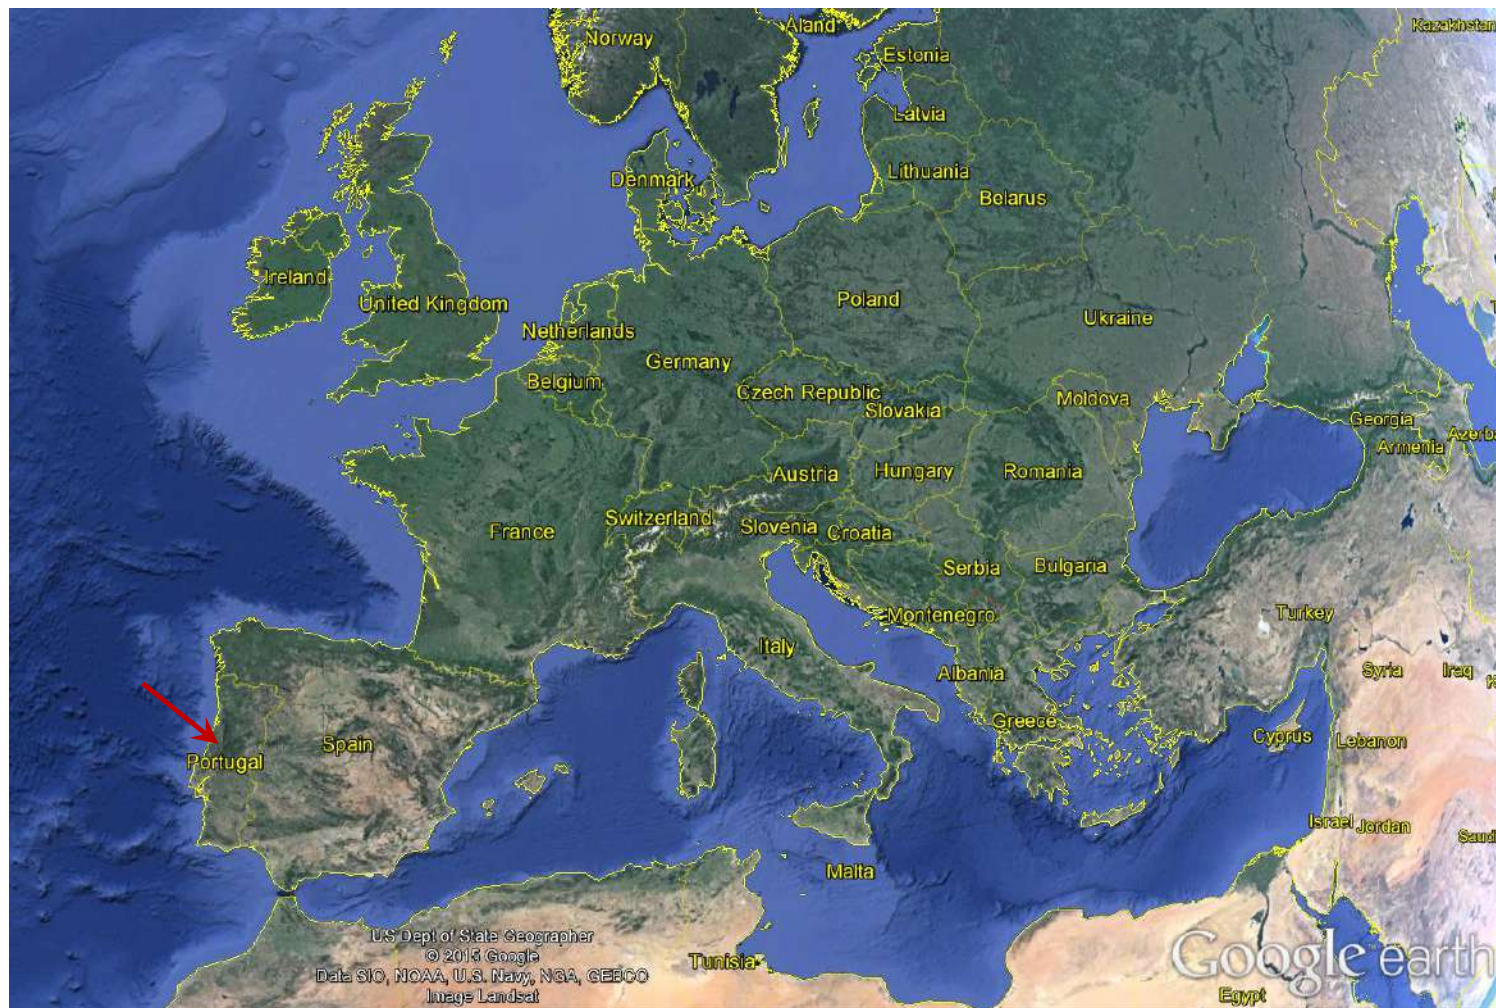 Norway
Åland
Kazakhstan
Estonia
Latvia
Denmark
Lithuania
Belarus
Ireland
United Kingdom
Poland
Netherlands
Ukraine
Germany
Belgium
Czech Republic
Moldova
Slovakia
Georgia
Armenia
Azerba
Austria
Hungary
Romania
France
Switzerland
Slovenia
Croatia
Serbia
Bulgaria
Montenegro
Turkey
Italy
Albania
Syria
Iraq
Greece
Spain
Cyprus
Lebanon
Portugal
Israel
Jordan
Saudi
Malta
US Dept of State Geographer
© 2015 Google
Data SIO, NOAA, U.S. Navy, NGA, GEBCO
Image Landsat
Tunisia
Google earth
Egypt